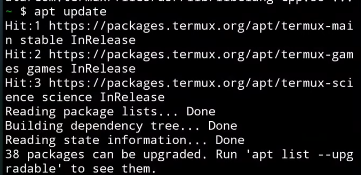 ~ $ apt update
Hit:1 https://packages.termux.org/apt/termux-mai
n stable InRelease
Hit:2 https://packages.termux.org/apt/termux-gam
es games InRelease
Hit:3 https://packages.termux.org/apt/termux-sci
ence science InRelease
Reading package lists... Done
Building dependency tree... Done
Reading state information... Done
38 packages can be upgraded. Run 'apt list --upg
radable' to see them.